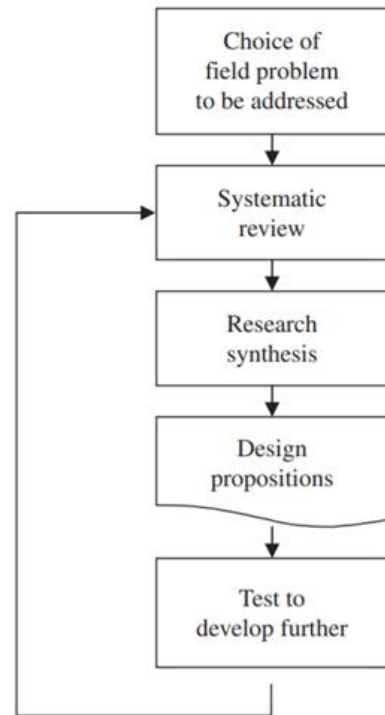 Choice of
field problem
to be addressed
Systematic
review
Research
synthesis
Design
propositions
Test to
develop further